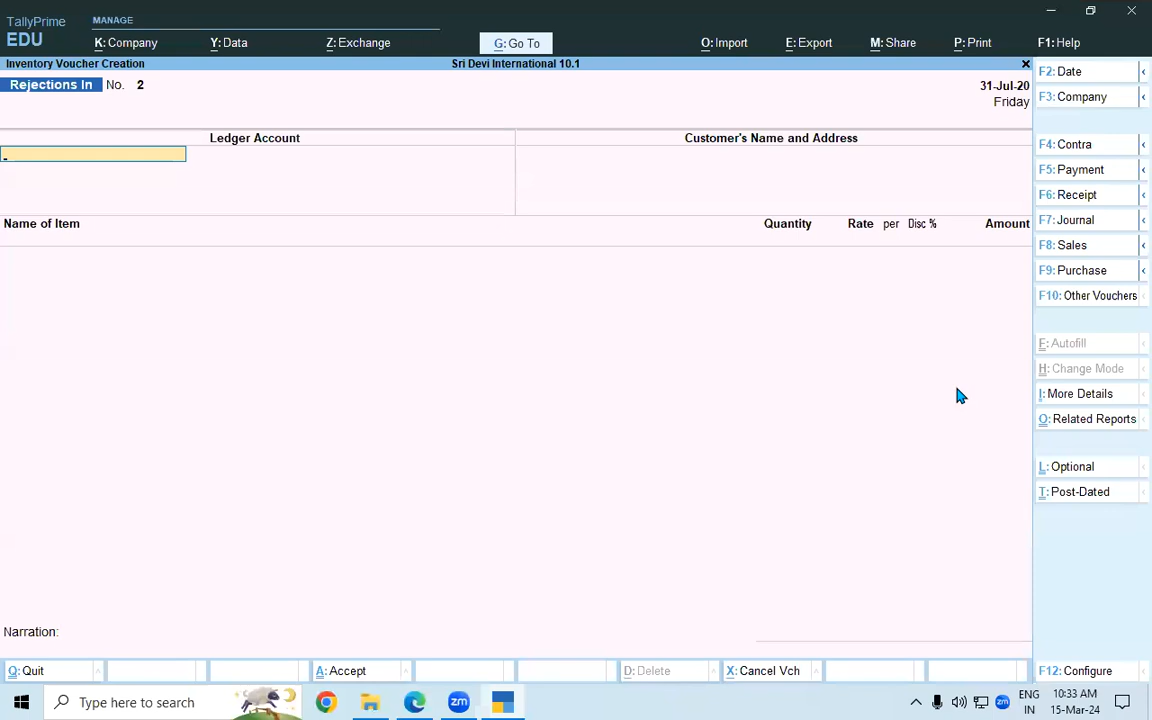 TallyPrime
EDU
MANAGE
K: Company
Y: Data
Z: Exchange
G: Go To
O: Import
E: Export
M: Share
P: Print
F1: Help
Inventory Voucher Creation
Sri Devi International 10.1
Rejections In No. 2
31-Jul-20
Friday
Ledger Account
Customer's Name and Address
Name of Item
Quantity
Rate per Disc %
Amount
Narration:
F2: Date
F3: Company
F4: Contra
F5: Payment
F6: Receipt
F7: Journal
F8: Sales
F9: Purchase
F10: Other Vouchers
F: Autofill
H: Change Mode
I: More Details
O: Related Reports
L: Optional
T: Post-Dated
Q: Quit
A: Accept
D: Delete
X: Cancel Vch
F12: Configure
Type here to search
zm
zm
ENG
IN
10:33 AM
15-Mar-24